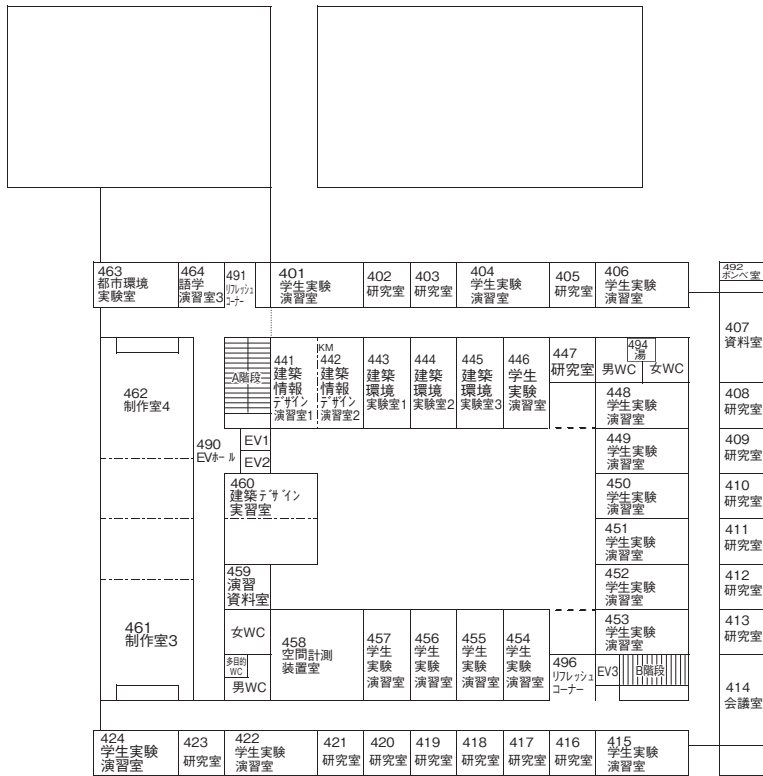 463
都市環境
実験室
464
語学
演習室3
491
リフレッシュ
コーナー
401
学生実験
演習室
402
研究室
403
研究室
404
学生実験
演習室
405
研究室
406
学生実験
演習室
492
ボンベ室
407
資料室
462
制作室4
A階段
441
建築
情報
デザイン
演習室1
KM
442
建築
情報
デザイン
演習室2
443
建築
環境
実験室1
444
建築
環境
実験室2
445
建築
環境
実験室3
446
学生
実験
演習室
447
研究室
494
湯
男WC
女WC
448
学生実験
演習室
408
研究室
490
EVホール
EV1
EV2
449
学生実験
演習室
409
研究室
460
建築デザイン
実習室
450
学生実験
演習室
410
研究室
451
学生実験
演習室
411
研究室
459
演習
資料室
452
学生実験
演習室
412
研究室
461
制作室3
女WC
多目的
WC
男WC
458
空間計測
装置室
457
学生
実験
演習室
456
学生
実験
演習室
455
学生
実験
演習室
454
学生
実験
演習室
496
リフレッシュ
コーナー
453
学生実験
演習室
EV3
B階段
413
研究室
414
会議室
424
学生実験
演習室
423
研究室
422
学生実験
演習室
421
研究室
420
研究室
419
研究室
418
研究室
417
研究室
416
研究室
415
学生実験
演習室